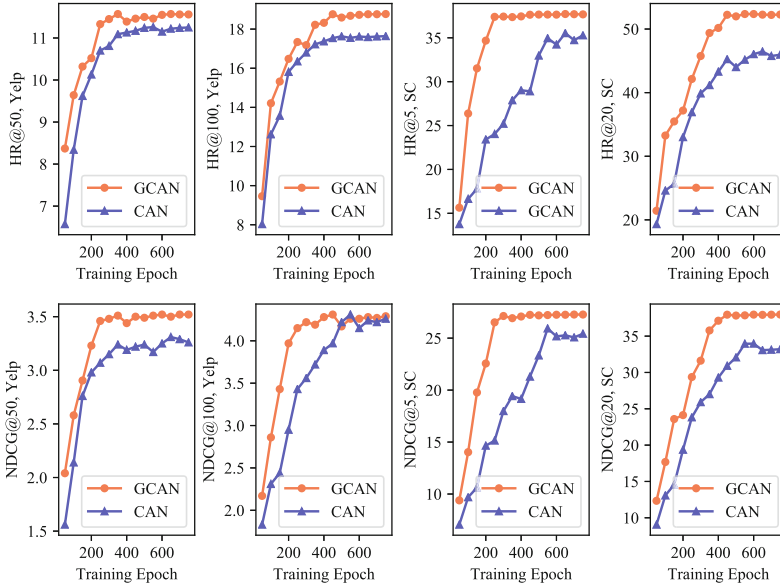 HR@50, Yelp
11
10
9
8
7
GCAN
CAN
200 400 600
Training Epoch
HR@100, Yelp
18
16
14
12
10
8
GCAN
CAN
200 400 600
Training Epoch
HR@5, SC
35
30
25
20
15
GCAN
GCAN
200 400 600
Training Epoch
HR@20, SC
50
40
30
20
GCAN
CAN
200 400 600
Training Epoch
NDCG@50, Yelp
3.5
3.0
2.5
2.0
1.5
GCAN
CAN
200 400 600
Training Epoch
NDCG@100, Yelp
4.0
3.5
3.0
2.5
2.0
GCAN
CAN
200 400 600
Training Epoch
NDCG@5, SC
25
20
15
10
GCAN
CAN
200 400 600
Training Epoch
NDCG@20, SC
35
30
25
20
15
10
GCAN
CAN
200 400 600
Training Epoch